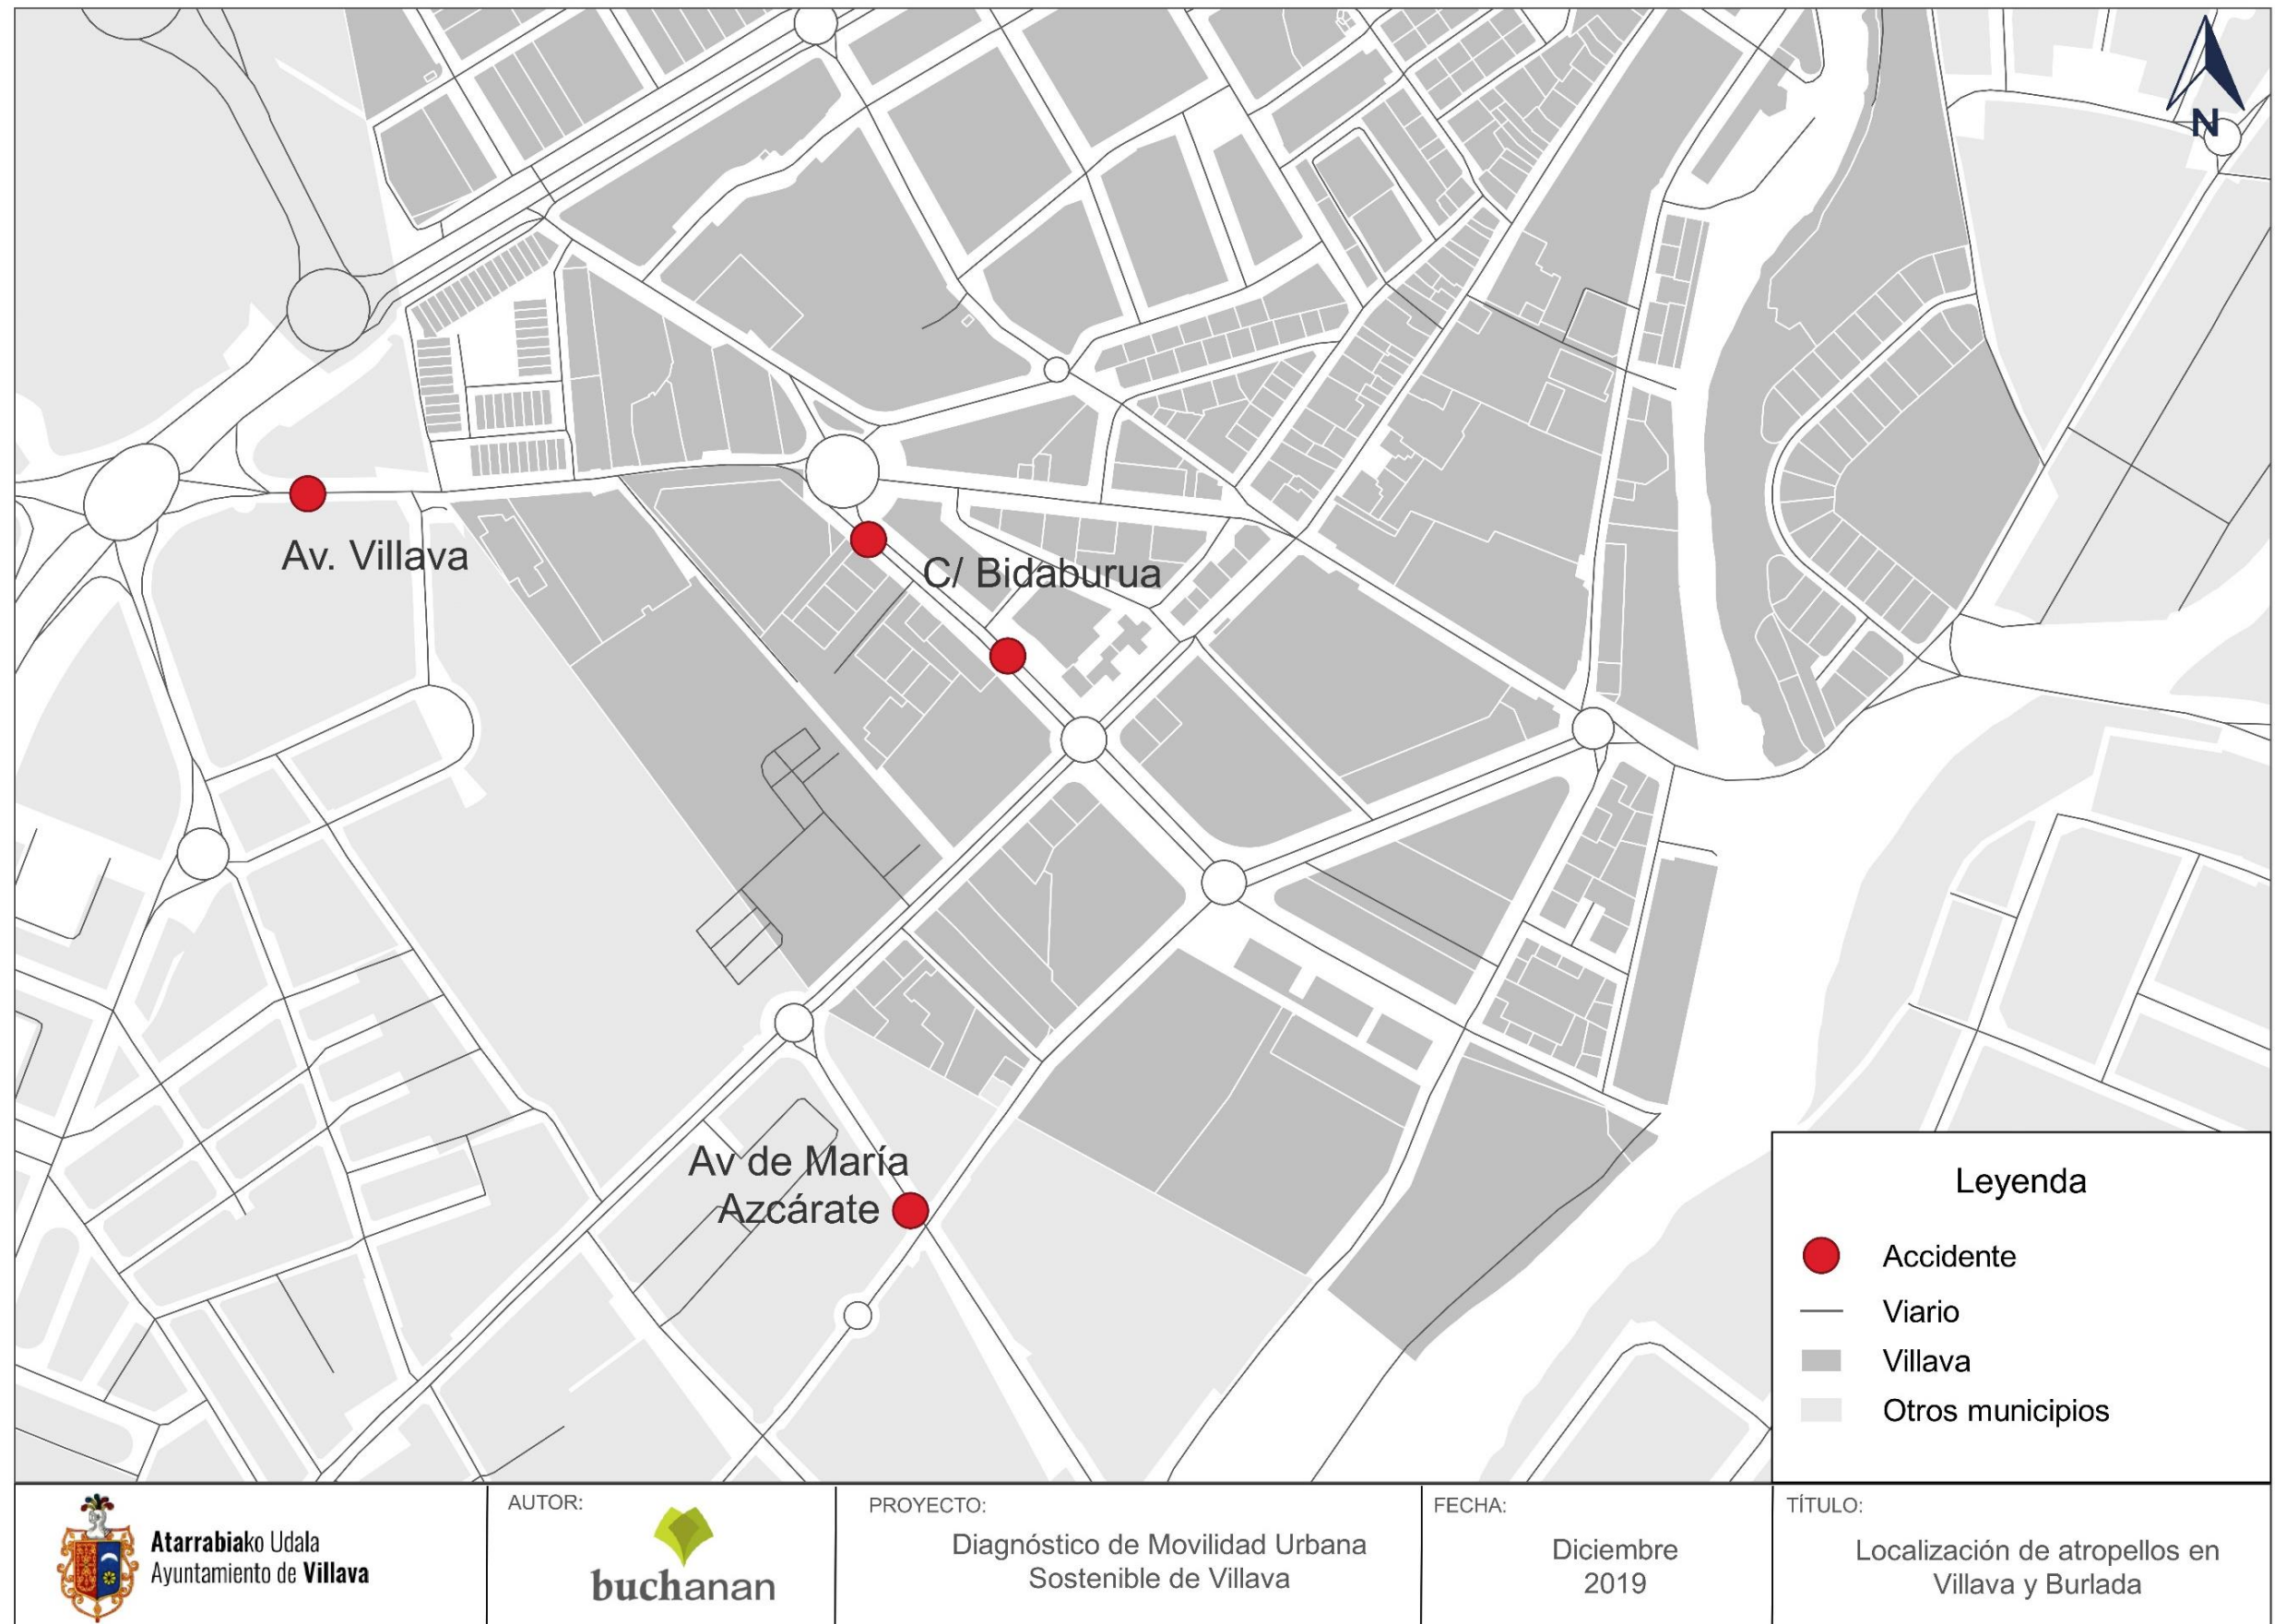 N
Av. Villava
C/ Bidaburua
Av de María
Azcárate
Leyenda
Accidente
Viario
Villava
Otros municipios
Atarrabiako Udala
Ayuntamiento de Villava
AUTOR:
buchanan
PROYECTO:
Diagnóstico de Movilidad Urbana
Sostenible de Villava
FECHA:
Diciembre
2019
TÍTULO:
Localización de atropellos en
Villava y Burlada